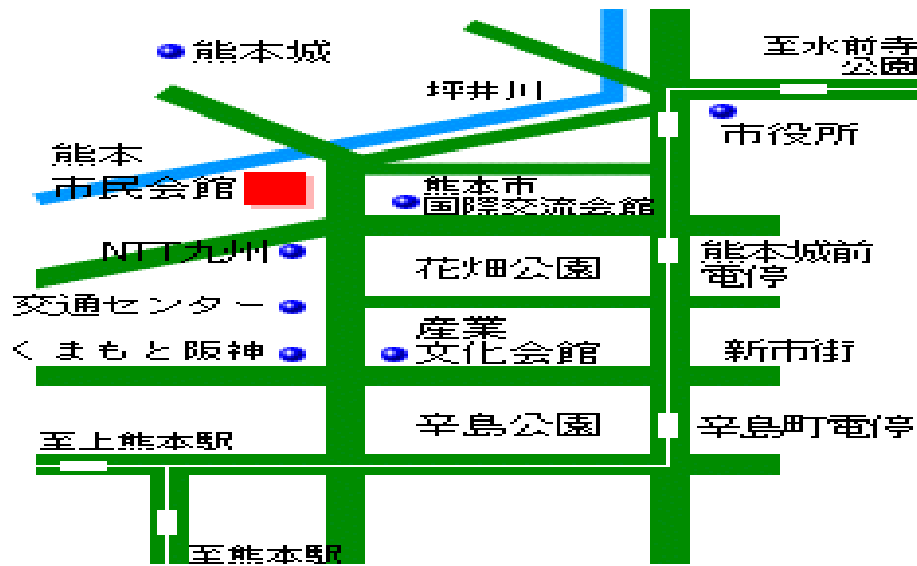 熊本城
至水前寺
公園
坪井川
市役所
熊本
市民会館
熊本市
国際交流会館
NTT九州
花畑公園
熊本城前
電停
交通センター
産業
文化会館
くまもと阪神
新市街
辛島公園
辛島町電停
至上熊本駅
至熊本駅